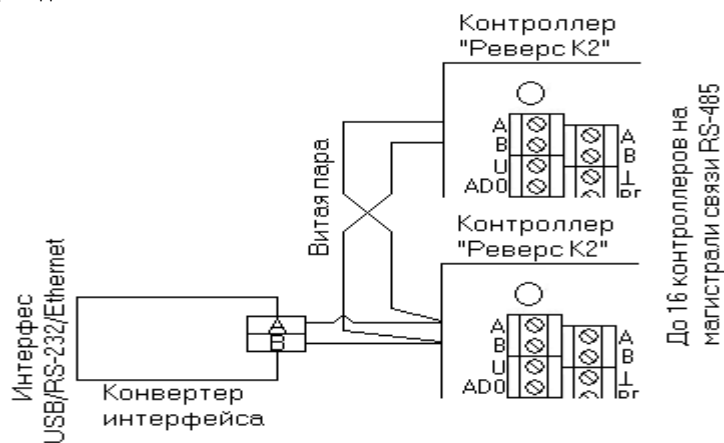 Контроллер
"Реверс К2"
A
B
U
AD0
A
B
⊥
Витая пара
До 16 контроллеров на
магистрали связи RS-485
Контроллер
"Реверс К2"
A
B
U
AD0
A
B
⊥
Интерфес
USB/RS-232/Ethernet
A
B
Конвертер
интерфейса